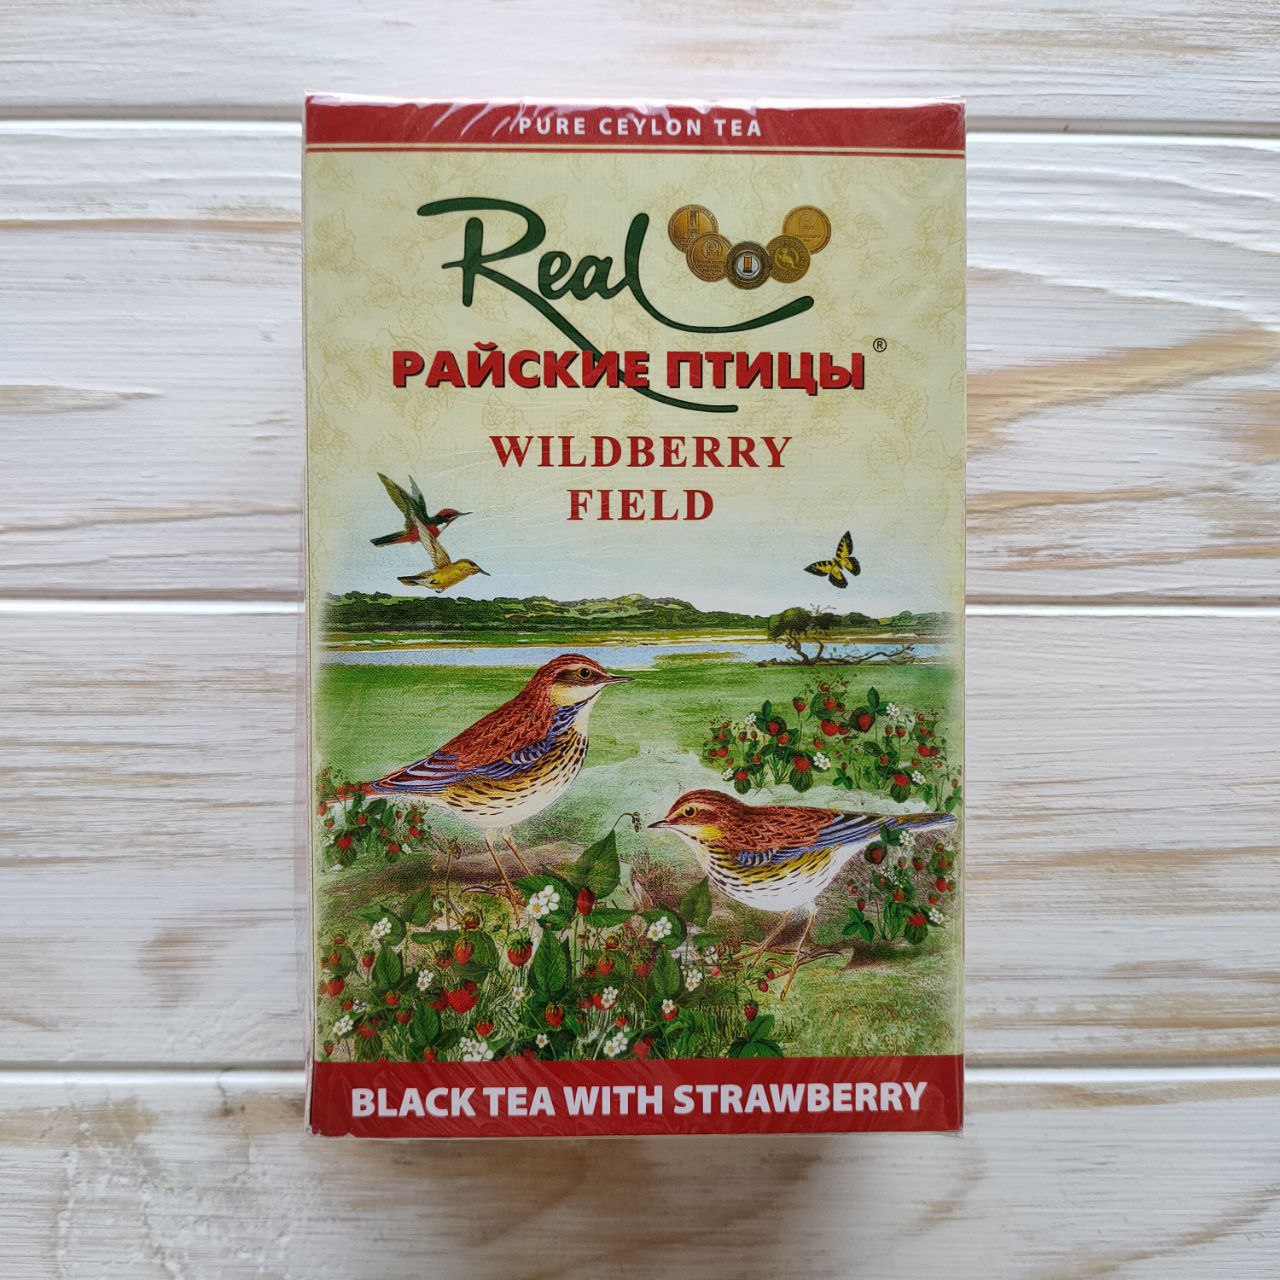 PURE CEYLON TEA
Real
РАЙСКИЕ ПТИЦЫ ®
WILDBERRY
FIELD
BLACK TEA WITH STRAWBERRY